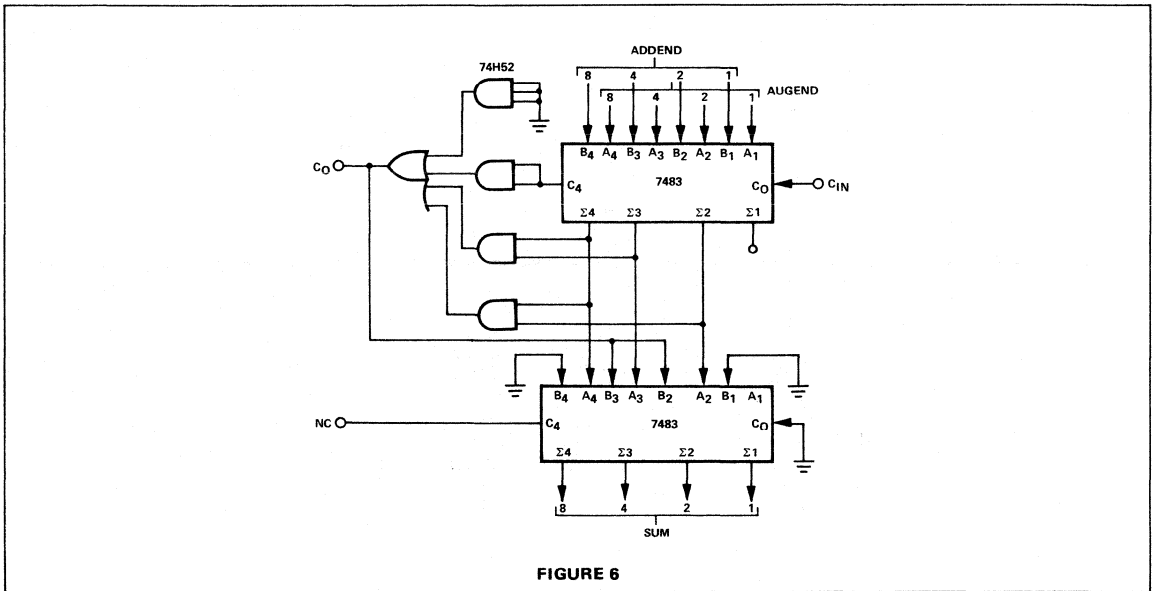 ADDEND
74H52
8 4 2 1
AUGEND
8 4 2 1
B4 A4 B3 A3 B2 A2 B1 A1
CO
C4 7483 CO CIN
Σ4 Σ3 Σ2 Σ1
B4 A4 B3 A3 B2 A2 B1 A1
NC C4 7483 CO
Σ4 Σ3 Σ2 Σ1
8 4 2 1
SUM
FIGURE 6